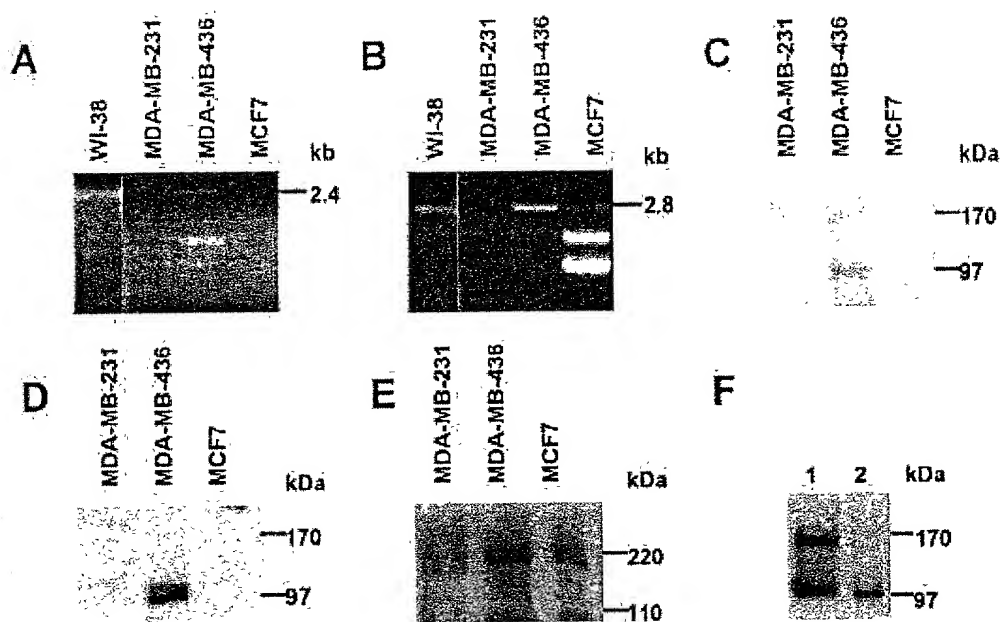 A
WI-38
MDA-MB-231
MDA-MB-436
MCF7
kb
2.4
B
WI-38
MDA-MB-231
MDA-MB-436
MCF7
kb
2.8
C
MDA-MB-231
MDA-MB-436
MCF7
kDa
170
97
D
MDA-MB-231
MDA-MB-436
MCF7
kDa
170
97
E
MDA-MB-231
MDA-MB-436
MCF7
kDa
220
110
F
1 2 kDa
170
97